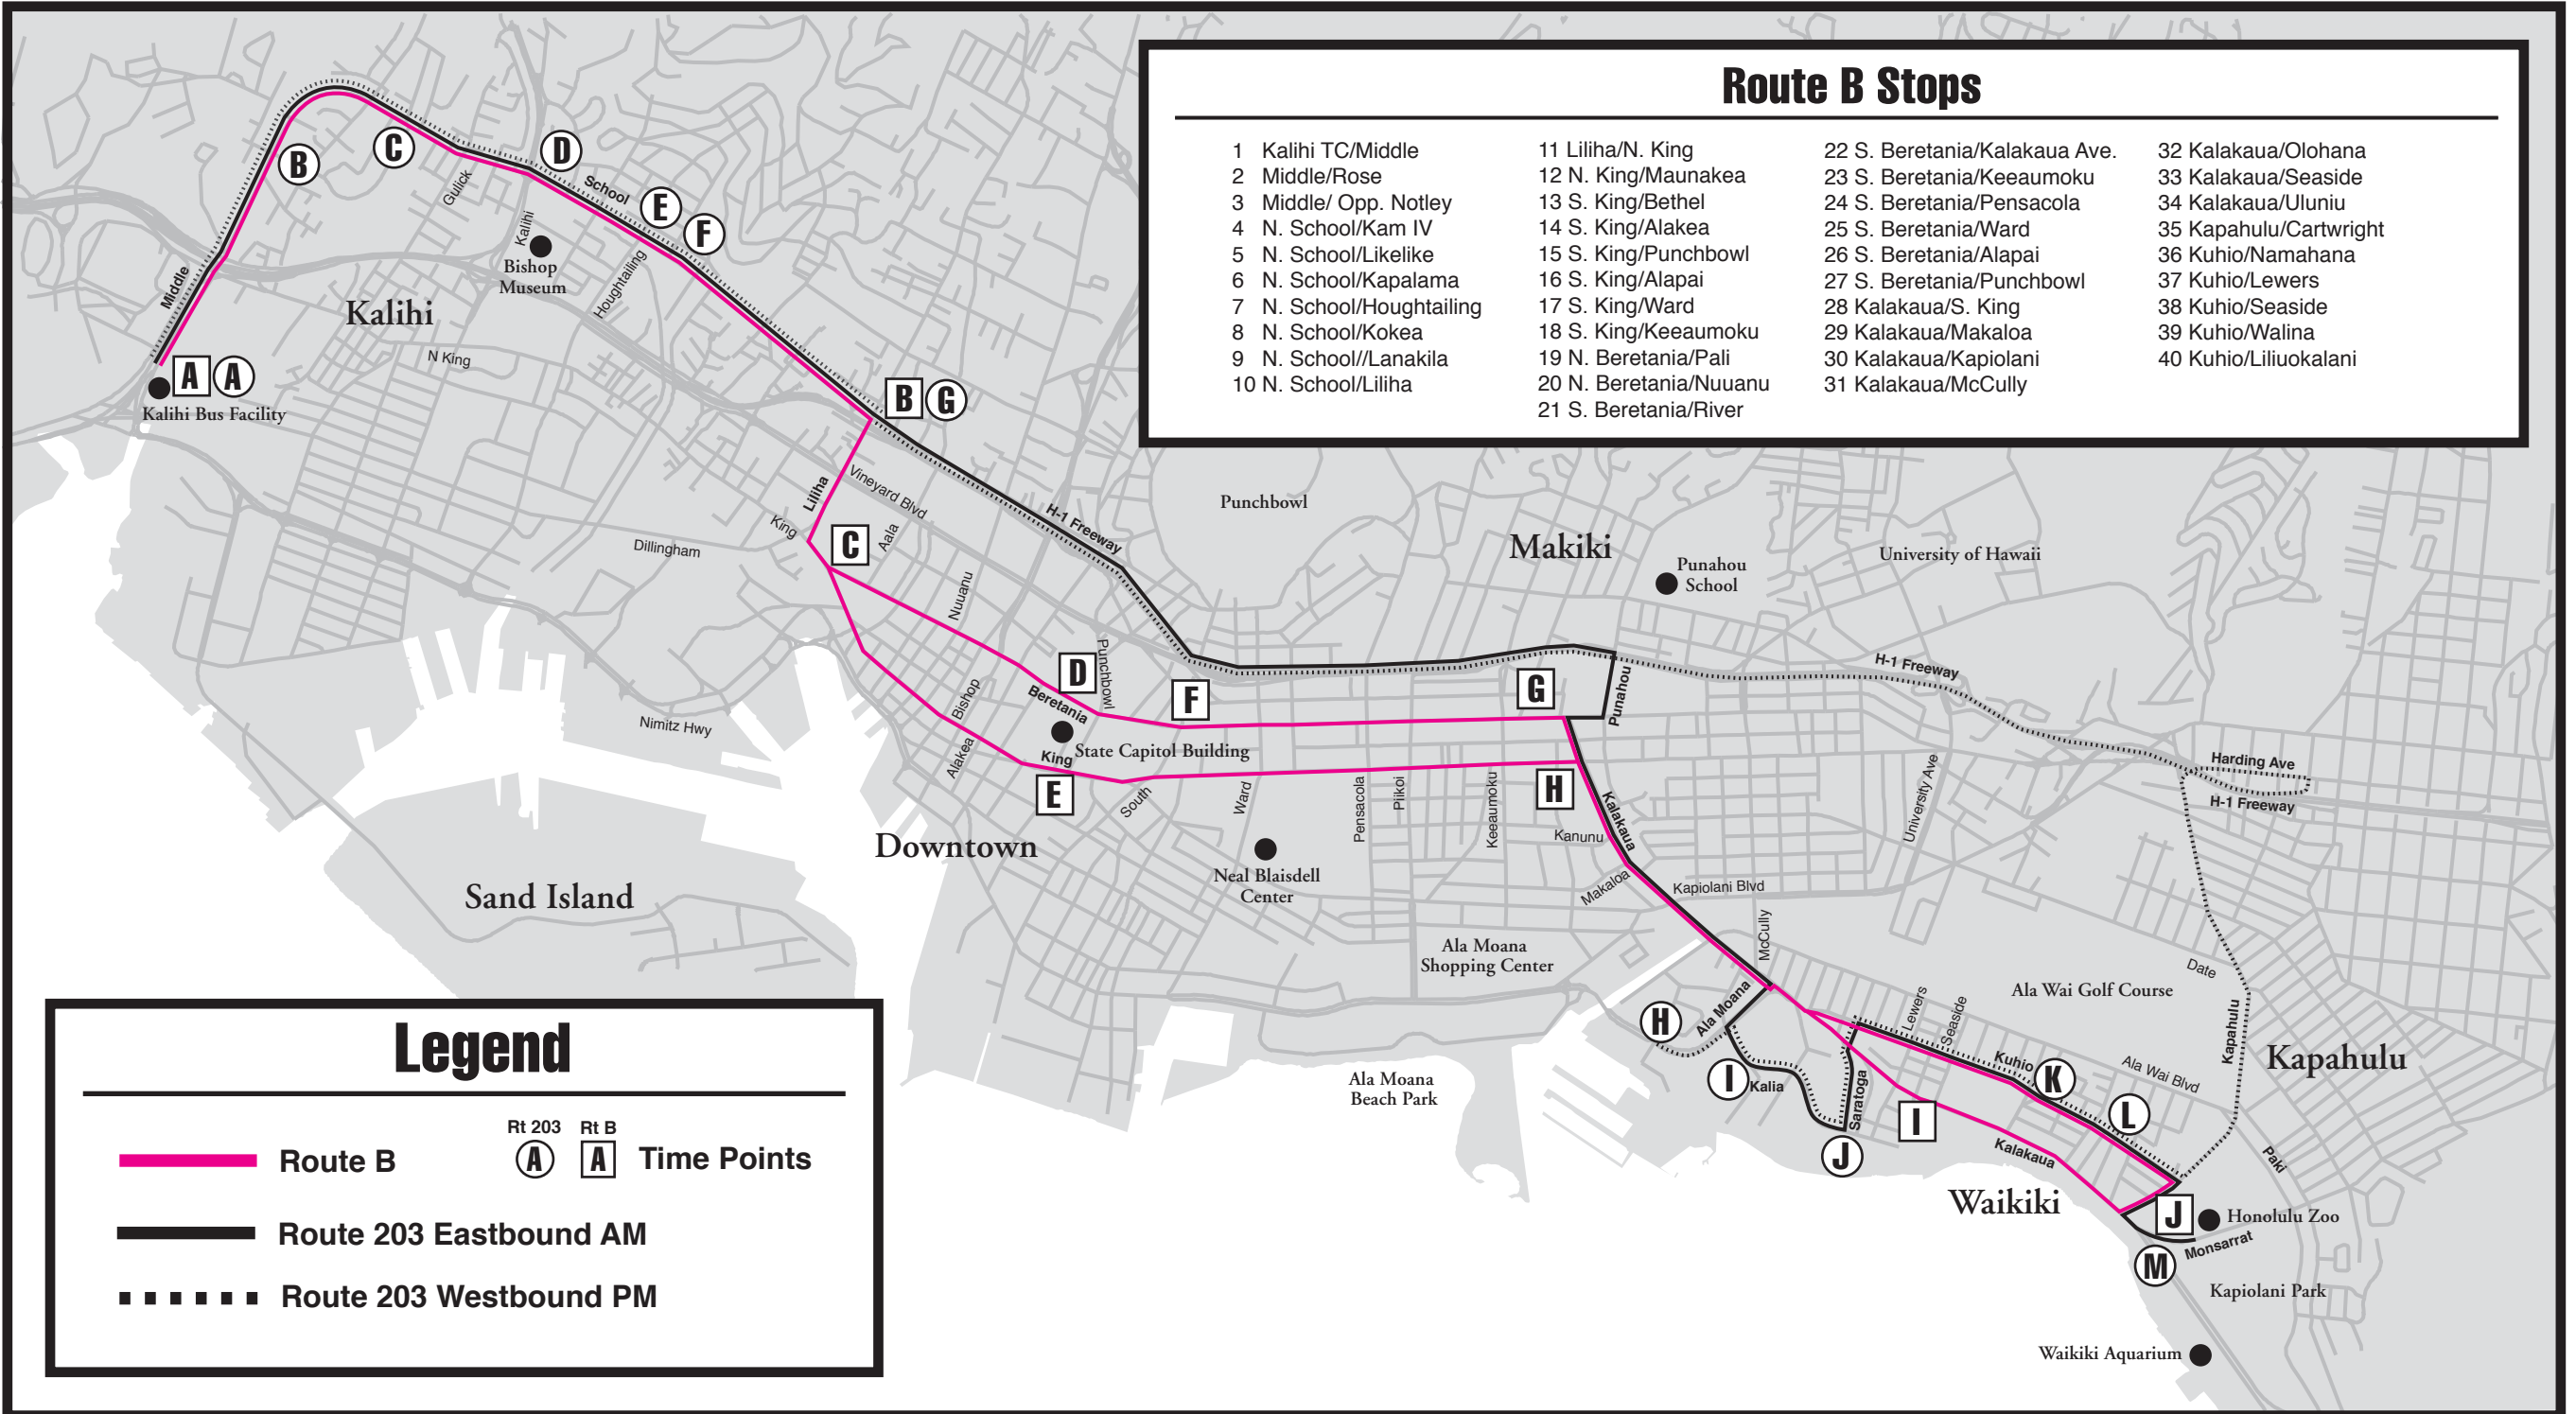 Route B Stops
1 Kalihi TC/Middle
2 Middle/Rose
3 Middle/ Opp. Notley
4 N. School/Kam IV
5 N. School/Likelike
6 N. School/Kapalama
7 N. School/Houghtailing
8 N. School/Kokea
9 N. School//Lanakila
10 N. School/Liliha
11 Liliha/N. King
12 N. King/Maunakea
13 S. King/Bethel
14 S. King/Alakea
15 S. King/Punchbowl
16 S. King/Alapai
17 S. King/Ward
18 S. King/Keeaumoku
19 N. Beretania/Pali
20 N. Beretania/Nuuanu
21 S. Beretania/River
22 S. Beretania/Kalakaua Ave.
23 S. Beretania/Keeaumoku
24 S. Beretania/Pensacola
25 S. Beretania/Ward
26 S. Beretania/Alapai
27 S. Beretania/Punchbowl
28 Kalakaua/S. King
29 Kalakaua/Makaloa
30 Kalakaua/Kapiolani
31 Kalakaua/McCully
32 Kalakaua/Olohana
33 Kalakaua/Seaside
34 Kalakaua/Uluniu
35 Kapahulu/Cartwright
36 Kuhio/Namahana
37 Kuhio/Lewers
38 Kuhio/Seaside
39 Kuhio/Walina
40 Kuhio/Liliuokalani
B
C
D
School
E
F
Gulick
Kalihi
Bishop
Museum
Houghtailing
Middle
Kalihi
N King
A A
Kalihi Bus Facility
B G
Liliha
Vineyard Blvd
King
C
Aala
Dillingham
H-1 Freeway
Punchbowl
Makiki
Punahou
School
University of Hawaii
Nuuanu
D
Punchbowl
F
G
Punahou
H-1 Freeway
Bishop
Beretania
Nimitz Hwy
Alakea
State Capitol Building
King
E
South
Ward
Pensacola
Piikoi
Keeaumoku
H
Kalakaua
Kanunu
University Ave
Harding Ave
H-1 Freeway
Downtown
Neal Blaisdell
Center
Makaloa
Kapiolani Blvd
McCully
Sand Island
Ala Moana
Shopping Center
Date
Ala Wai Golf Course
H
Ala Moana
Lewers
Seaside
Kapahulu
Kapahulu
I
Kalia
Saratoga
Kuhio
K
Ala Wai Blvd
L
Ala Moana
Beach Park
I
J
Kalakaua
Paki
Waikiki
J
Honolulu Zoo
Monsarrat
M
Kapiolani Park
Waikiki Aquarium
Legend
Rt 203 Rt B
Route B
A A Time Points
Route 203 Eastbound AM
Route 203 Westbound PM